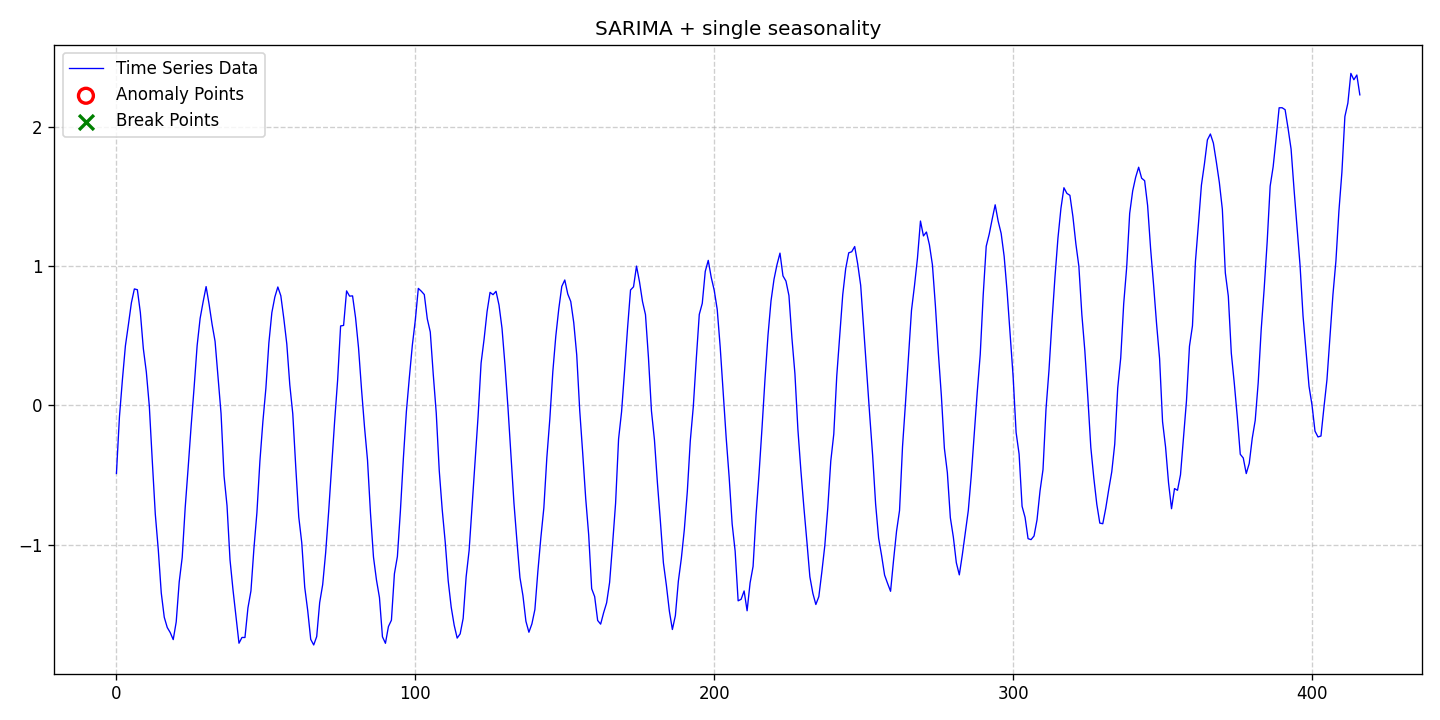 SARIMA + single seasonality
Time Series Data
Anomaly Points
Break Points
2
1
0
−1
0
100
200
300
400